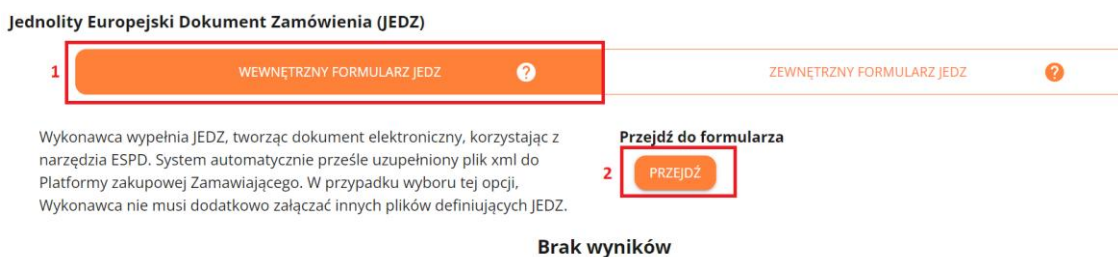 Jednolity Europejski Dokument Zamówienia (JEDZ)
1 WEWNĘTRZNY FORMULARZ JEDZ ? ZEWNĘTRZNY FORMULARZ JEDZ ?
Wykonawca wypełnia JEDZ, tworząc dokument elektroniczny, korzystając z
narzędzia ESPD. System automatycznie prześle uzupełniony plik xml do
Platformy zakupowej Zamawiającego. W przypadku wyboru tej opcji,
Wykonawca nie musi dodatkowo załączać innych plików definiujących JEDZ.
Przejdź do formularza
2 PRZEJDŹ
Brak wyników